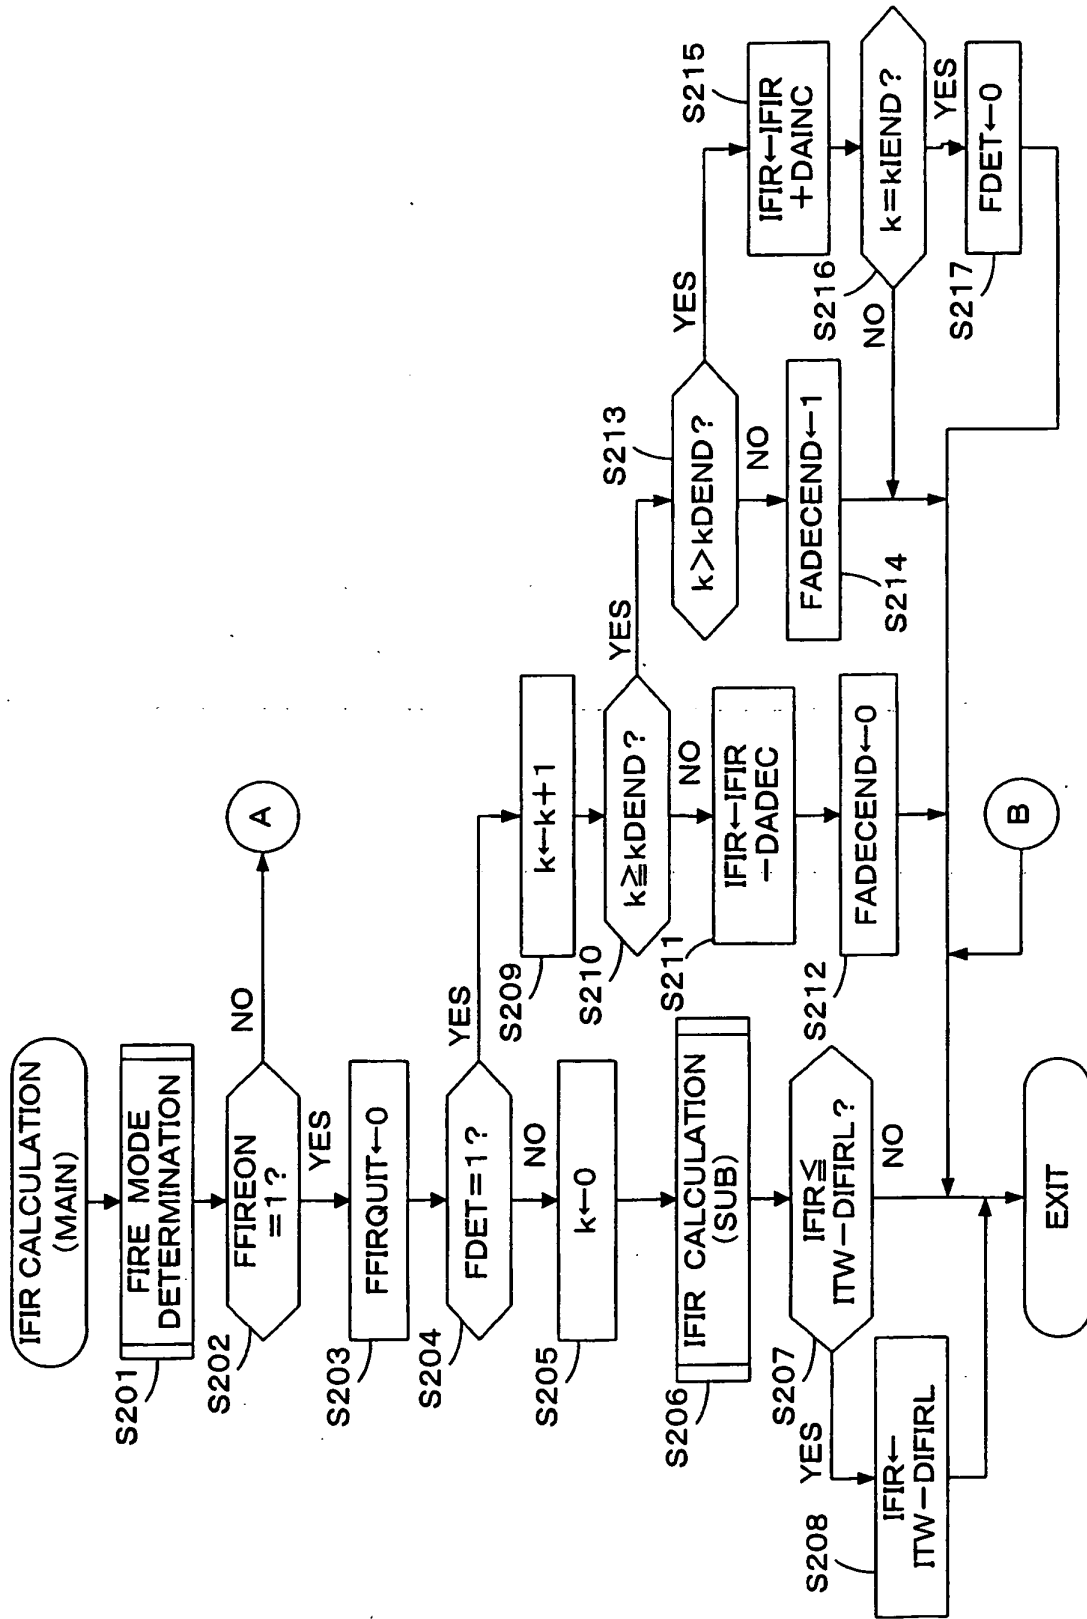 IFIR CALCULATION
(MAIN)
S201
FIRE MODE
DETERMINATION
S202
FFIREON
=1?
NO
A
YES
S203
FFIRQUIT←0
S204
FDET=1?
YES
NO
S205
k←0
S206
IFIR CALCULATION
(SUB)
S207
IFIR≦
ITW-DIFIRL?
YES
NO
S208
IFIR←
ITW-DIFIRL
S209
k←k+1
S210
k≧kDEND?
YES
NO
S211
IFIR←IFIR
-DADEC
S212
FADECEND←0
S213
k>kDEND?
YES
NO
S214
FADECEND←1
S215
IFIR←IFIR
+DAINC
S216
k=kIEND?
NO
YES
S217
FDET←0
B
EXIT